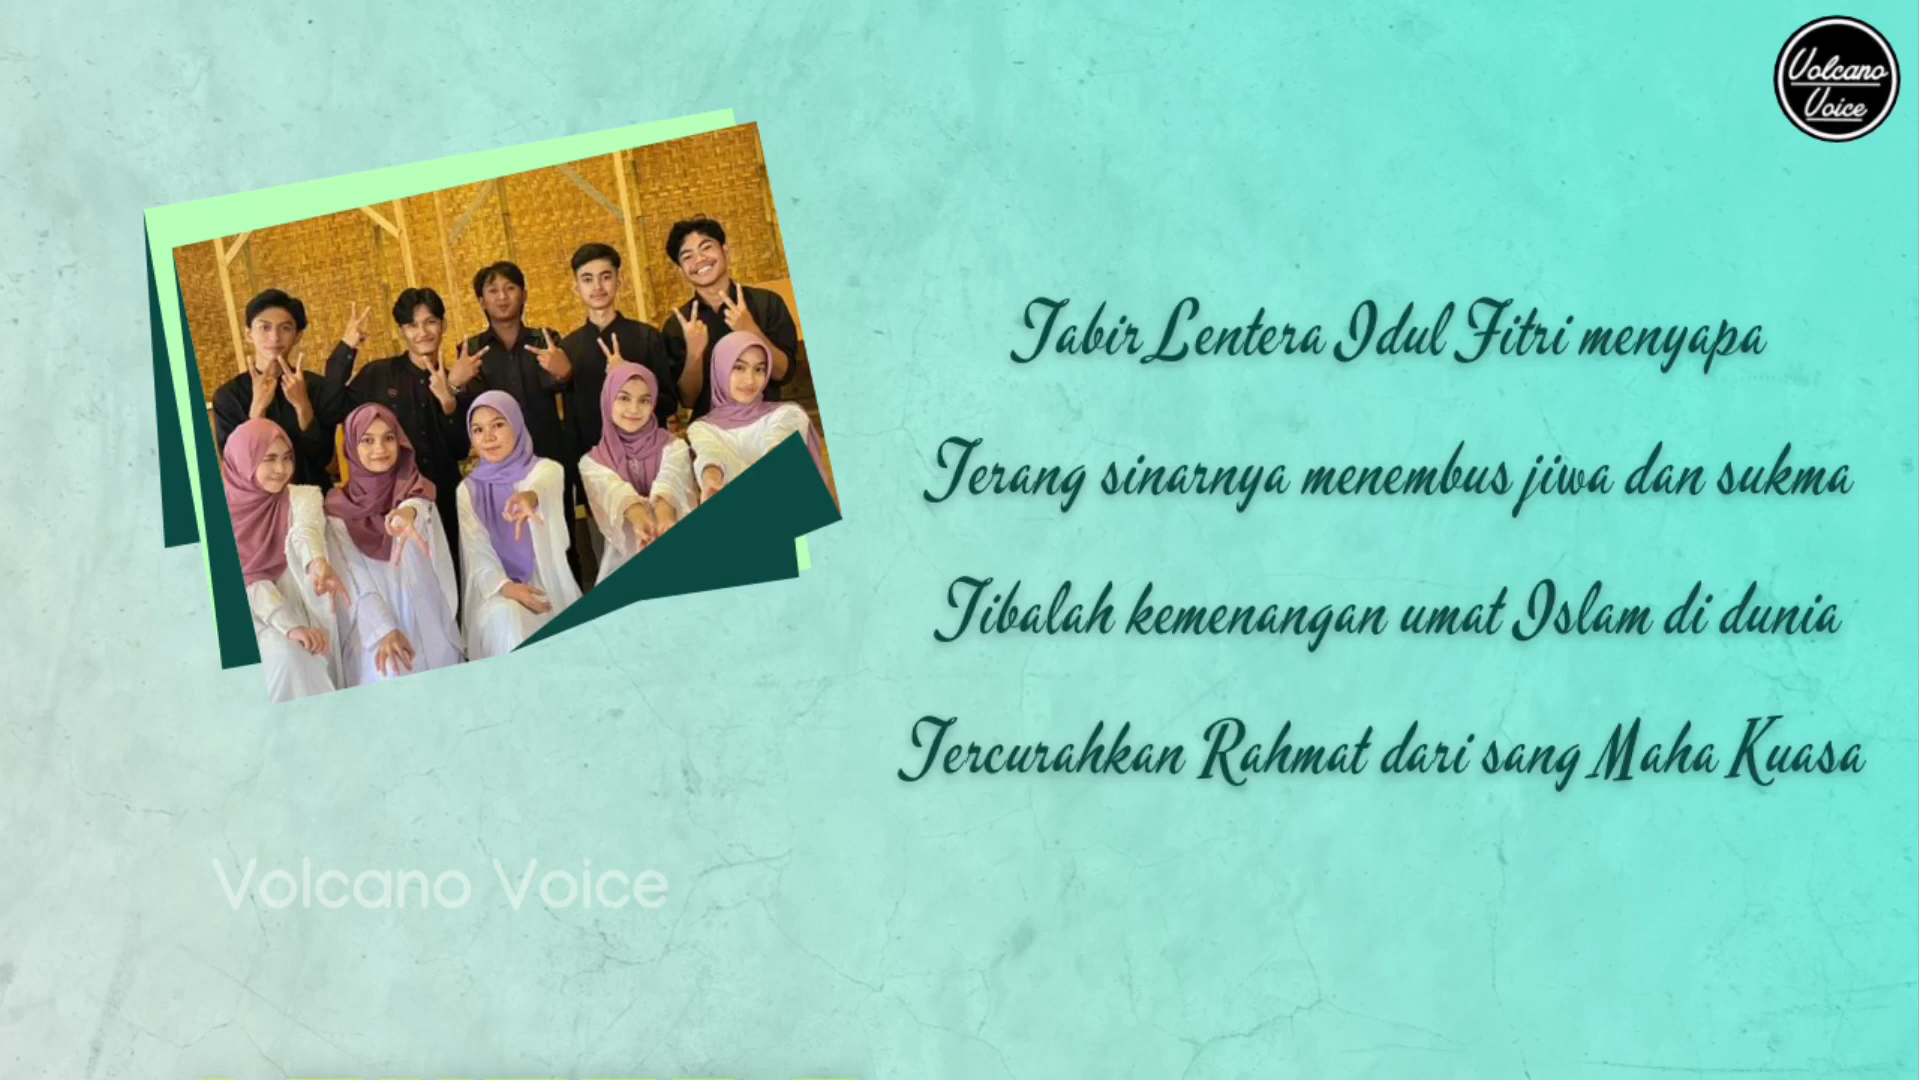 Volcano
Voice
Tabir Lentera Idul Fitri menyapa
Terang sinarnya menembus jiwa dan sukma
Tibalah kemenangan umat Islam di dunia
Tercurahkan Rahmat dari sang Maha Kuasa
Volcano Voice